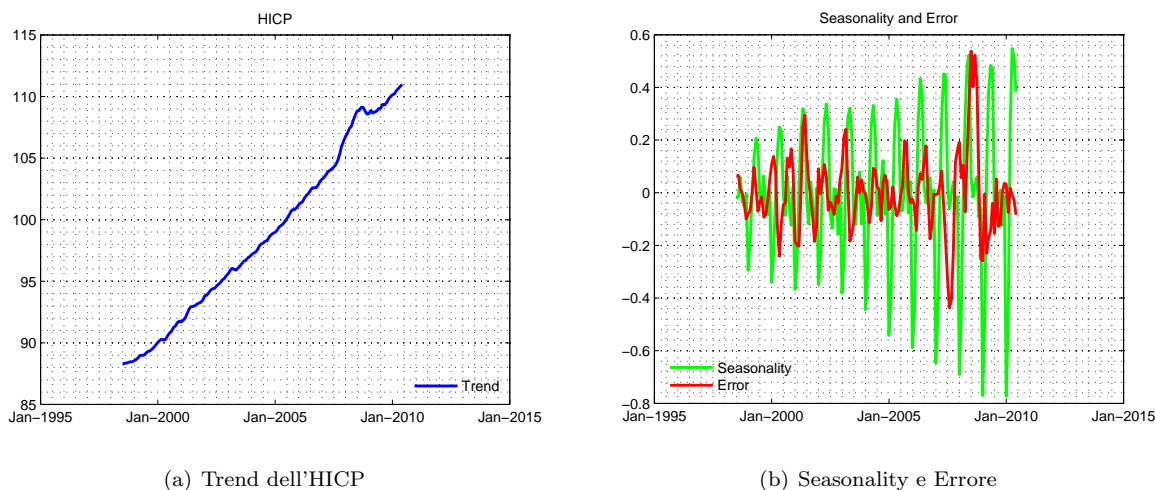 HICP
115
110
105
100
95
90
85
Jan−1995
Jan−2000
Jan−2005
Jan−2010
Jan−2015
Trend
(a) Trend dell'HICP
Seasonality and Error
0.6
0.4
0.2
0
−0.2
−0.4
−0.6
−0.8
Jan−1995
Jan−2000
Jan−2005
Jan−2010
Jan−2015
Seasonality
Error
(b) Seasonality e Errore